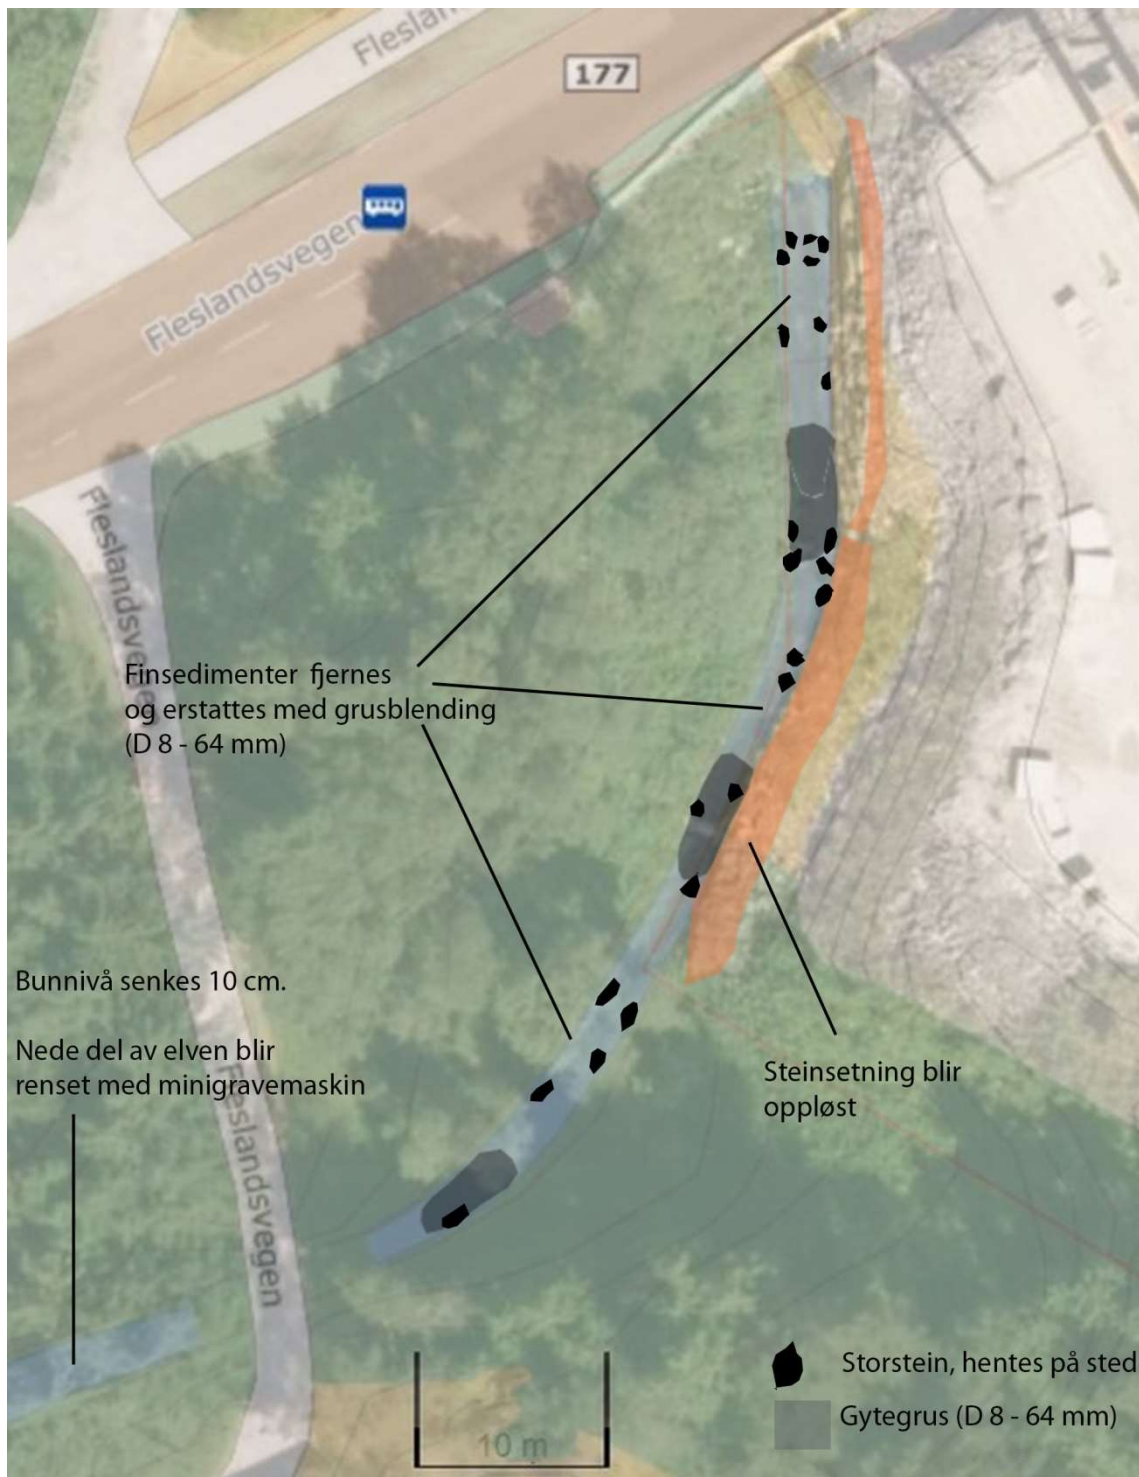 Fleslan
177
Fleslandsvegen
Fleslandsvegen
Finsedimenter fjernes
og erstattes med grusblending
(D 8 - 64 mm)
Bunnivå senkes 10 cm.
Nede del av elven blir
renset med minigravemaskin
Steinsetning blir
oppløst
Fleslandsvegen
Storstein, hentes på sted
Gytegrus (D 8 - 64 mm)
10 m